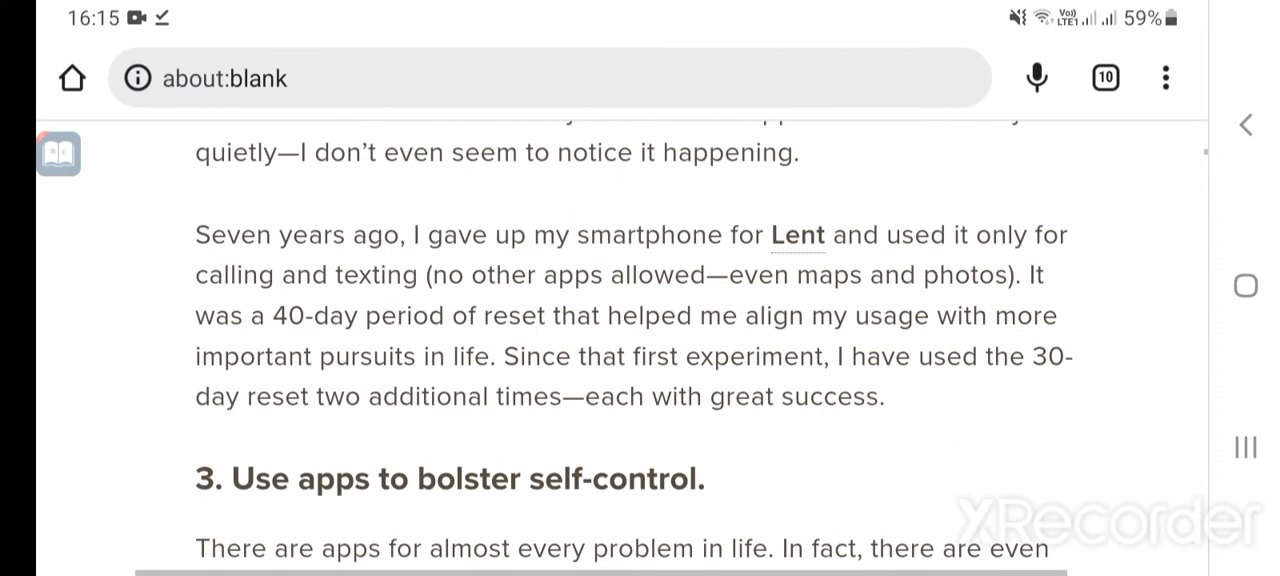 16:15
Vo))
LTE1
59%
about:blank
10
quietly—I don’t even seem to notice it happening.
Seven years ago, I gave up my smartphone for Lent and used it only for
calling and texting (no other apps allowed—even maps and photos). It
was a 40-day period of reset that helped me align my usage with more
important pursuits in life. Since that first experiment, I have used the 30-
day reset two additional times—each with great success.
3. Use apps to bolster self-control.
There are apps for almost every problem in life. In fact, there are even
XRecorder